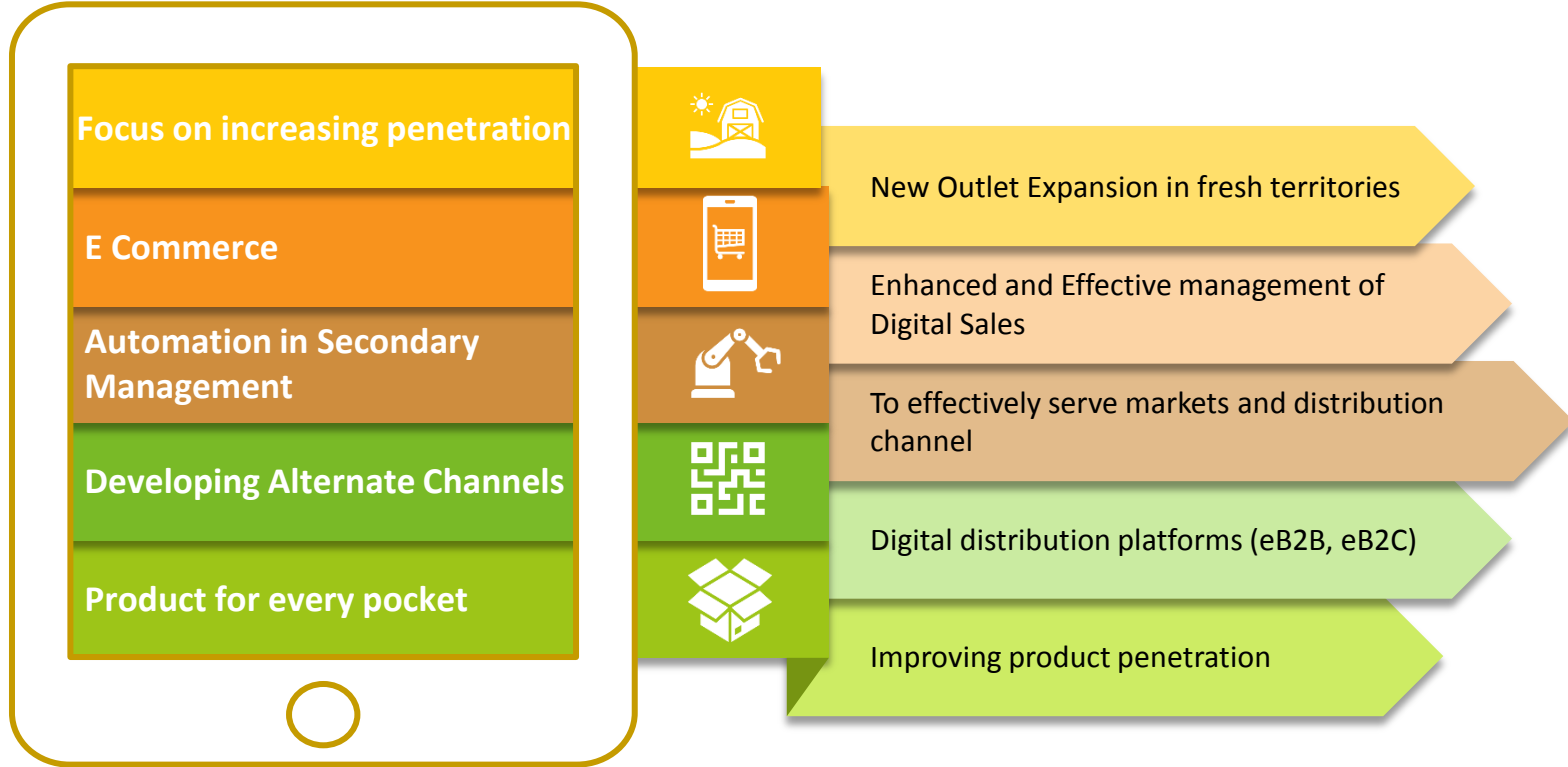 Focus on increasing penetration
New Outlet Expansion in fresh territories
E Commerce
Enhanced and Effective management of
Digital Sales
Automation in Secondary
Management
To effectively serve markets and distribution
channel
Developing Alternate Channels
Digital distribution platforms (eB2B, eB2C)
Product for every pocket
Improving product penetration